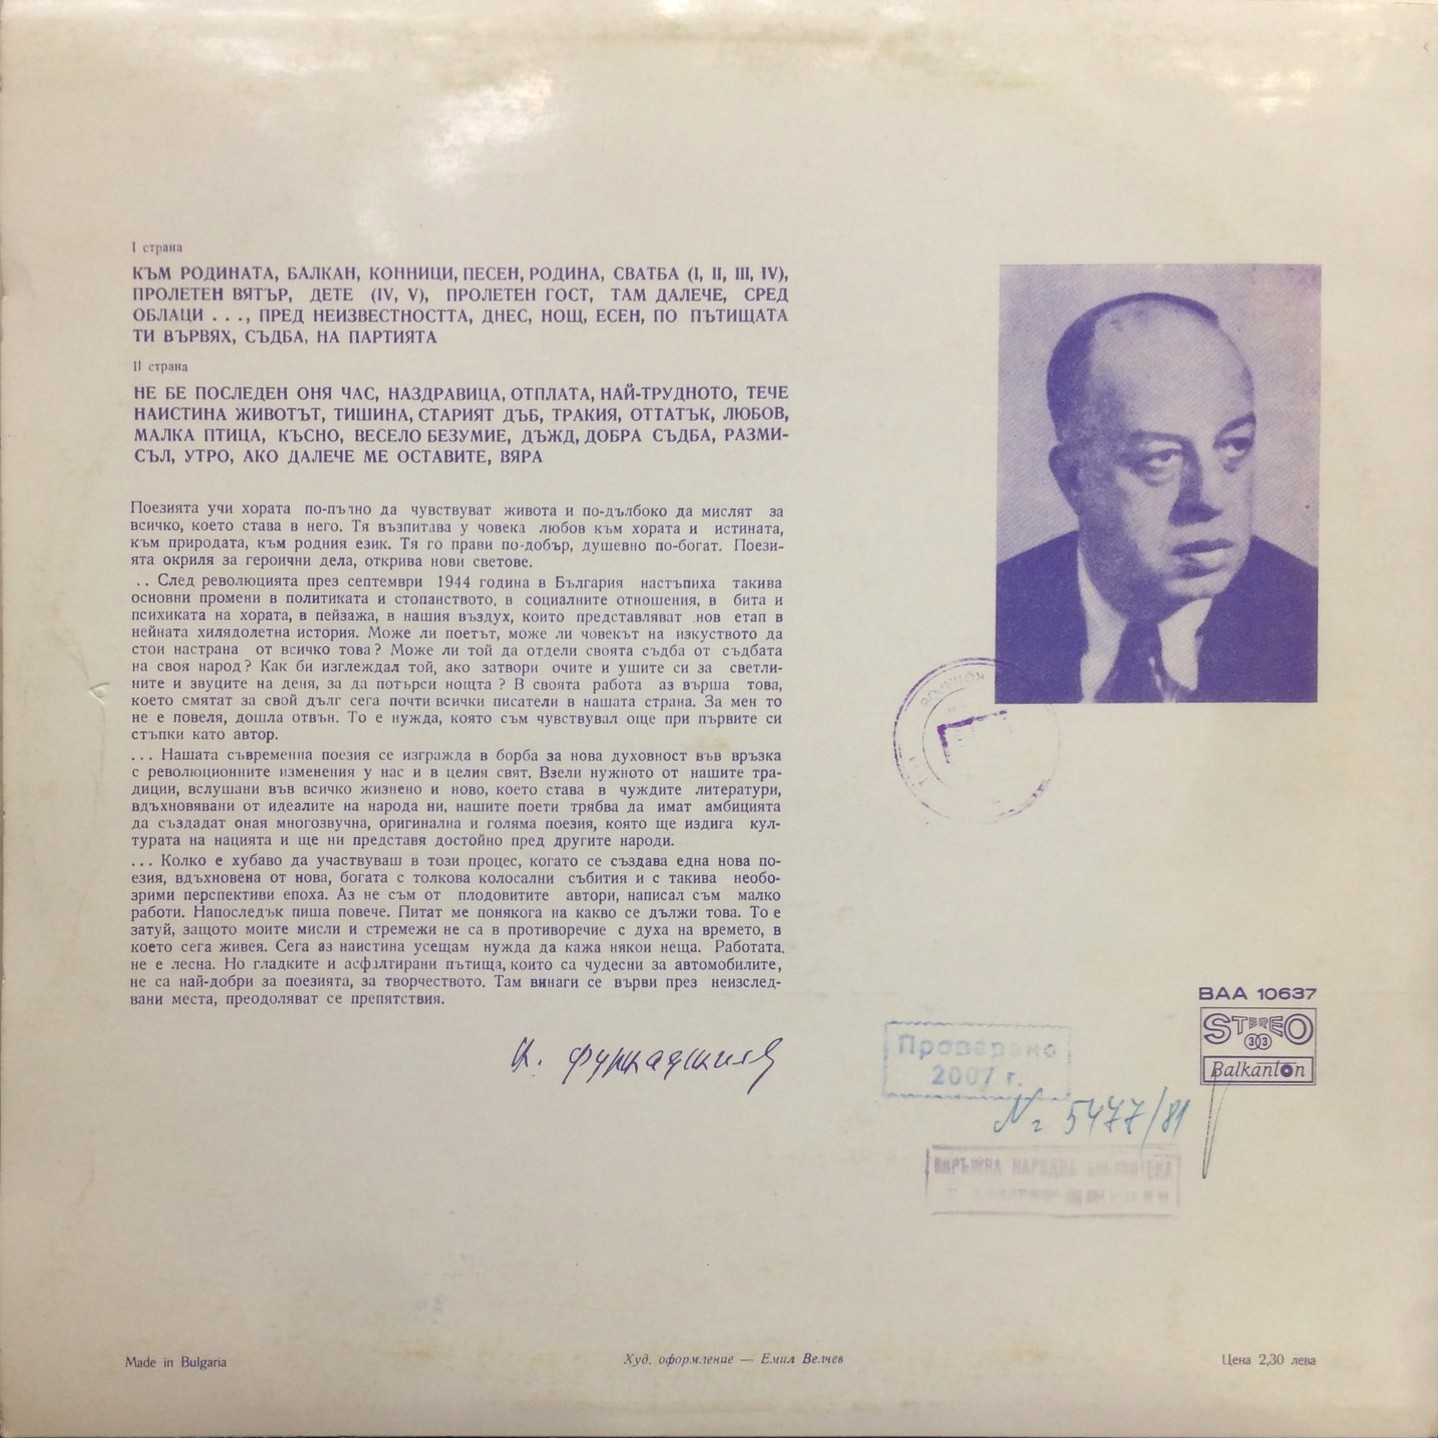 I страна
КЪМ РОДИНАТА, БАЛКАН, КОННИЦИ, ПЕСЕН, РОДИНА, СВАТБА (I, II, III, IV),
ПРОЛЕТЕН ВЯТЪР, ДЕТЕ (IV, V), ПРОЛЕТЕН ГОСТ, ТАМ ДАЛЕЧЕ, СРЕД
ОБЛАЦИ . . ., ПРЕД НЕИЗВЕСТНОСТТА, ДНЕС, НОЩ, ЕСЕН, ПО ПЪТИЩАТА
ТИ ВЪРВЯХ, СЪДБА, НА ПАРТИЯТА
II страна
НЕ БЕ ПОСЛЕДЕН ОНЯ ЧАС, НАЗДРАВИЦА, ОТПЛАТА, НАЙ-ТРУДНОТО, ТЕЧЕ
НАИСТИНА ЖИВОТЪТ, ТИШИНА, СТАРИЯТ ДЪБ, ТРАКИЯ, ОТТАТЪК, ЛЮБОВ,
МАЛКА ПТИЦА, КЪСНО, ВЕСЕЛО БЕЗУМИЕ, ДЪЖД, ДОБРА СЪДБА, РАЗМИ-
СЪЛ, УТРО, АКО ДАЛЕЧЕ МЕ ОСТАВИТЕ, ВЯРА
Поезията учи хората по-пълно да чувствуват живота и по-дълбоко да мислят за
всичко, което става в него. Тя възпитава у човека любов към хората и истината,
към природата, към родния език. Тя го прави по-добър, душевно по-богат. Поези-
ята окриля за героични дела, открива нови светове.
. . След революцията през септември 1944 година в България настъпиха такива
основни промени в политиката и стопанството, в социалните отношения, в бита и
психиката на хората, в пейзажа, в нашия въздух, които представляват нов етап в
нейната хилядолетна история. Може ли поетът, може ли човекът на изкуството да
стои настрана от всичко това? Може ли той да отдели своята съдба от съдбата
на своя народ? Как би изглеждал той, ако затвори очите и ушите си за светли-
ните и звуците на деня, за да потърси нощта? В своята работа аз върша това,
което смятат за свой дълг сега почти всички писатели в нашата страна. За мен то
не е повеля, дошла отвън. То е нужда, която съм чувствувал още при първите си
стъпки като автор.
. . . Нашата съвременна поезия се изгражда в борба за нова духовност във връзка
с революционните изменения у нас и в целия свят. Взели нужното от нашите тра-
диции, вслушани във всичко жизнено и ново, което става в чуждите литератури,
вдъхновявани от идеалите на народа ни, нашите поети трябва да имат амбицията
да създадат оная многозвучна, оригинална и голяма поезия, която ще издига кул-
турата на нацията и ще ни представя достойно пред другите народи.
. . . Колко е хубаво да участвуваш в този процес, когато се създава една нова по-
езия, вдъхновена от нова, богата с толкова колосални събития и с такива необо-
зрими перспективи епоха. Аз не съм от плодовитите автори, написал съм малко
работи. Напоследък пиша повече. Питат ме понякога на какво се дължи това. То е
затуй, защото моите мисли и стремежи не са в противоречие с духа на времето, в
което сега живея. Сега аз наистина усещам нужда да кажа някои неща. Работата
не е лесна. Но гладките и асфалтирани пътища, които са чудесни за автомобилите,
не са най-добри за поезията, за творчеството. Там винаги се върви през неизслед-
вани места, преодоляват се препятствия.
ВАА 10637
STEREO
33
Balkanton
Проверено
2007 г.
№ 5477/81
ОКРЪЖНА НАРОДНА БИБЛИОТЕКА
Made in Bulgaria
Худ. оформление — Емил Велчев
Цена 2,30 лева